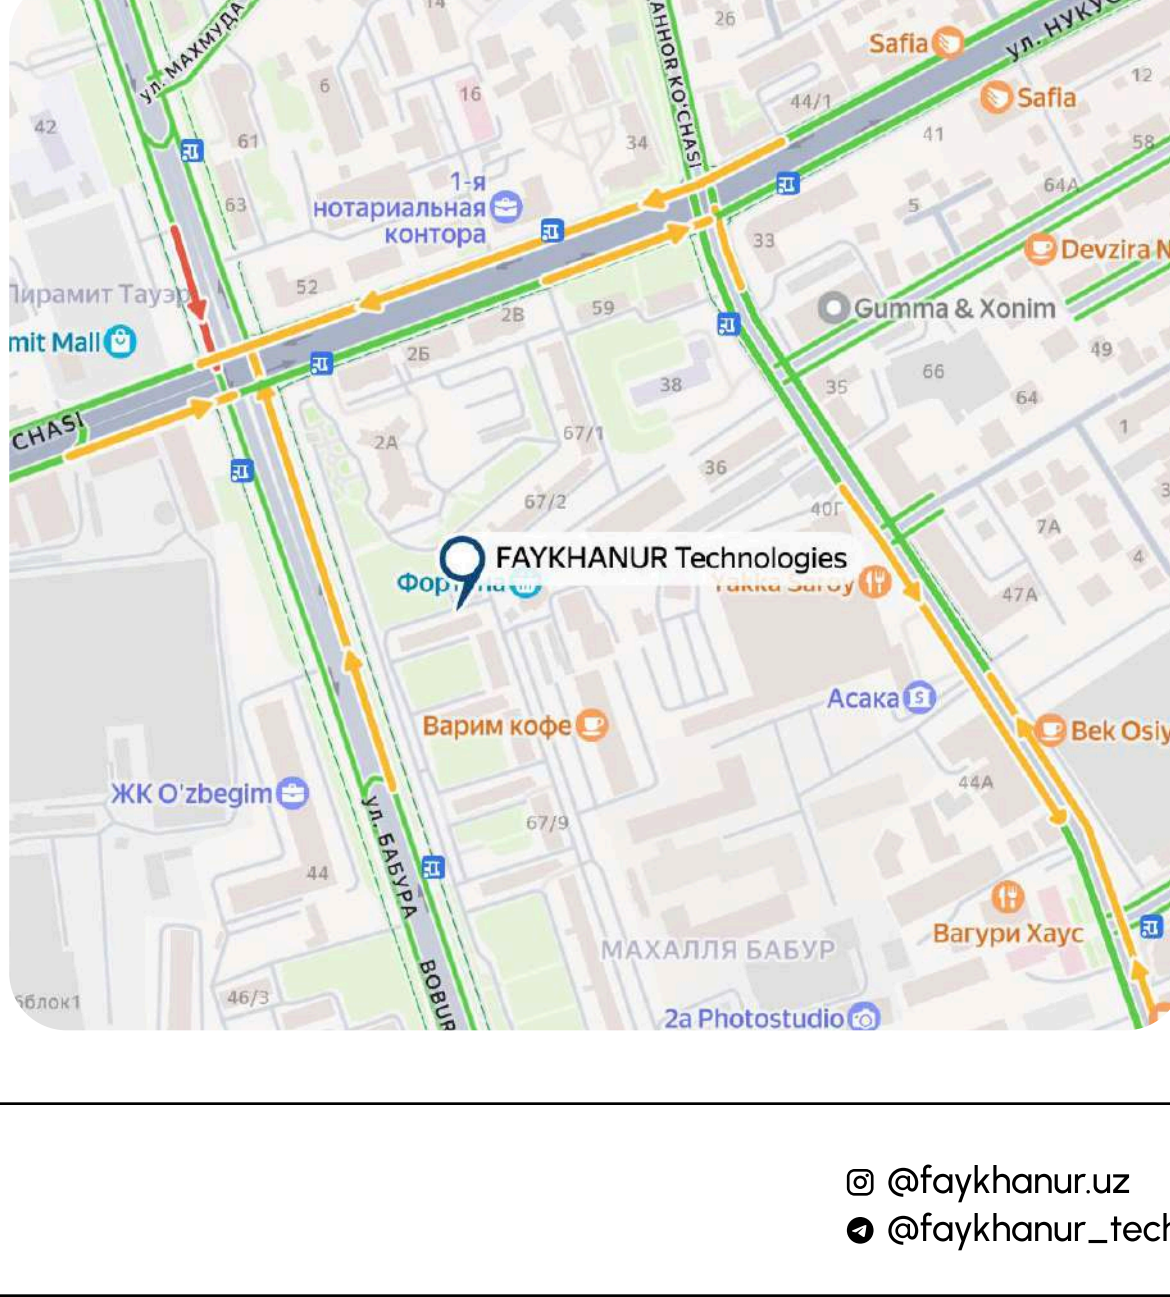 14
26
Safia
ул. НУКУС
ул. МАХМУДА
6
16
44/1
Safia
12
42
61
34
41
58
1-я
нотариальная
контора
64А
63
5
33
Devzira
52
59
Gumma & Xonim
2В
mit Mall
2Б
49
38
66
35
64
CHASI
2А
67/1
1
36
67/2
40Г
7А
FAYKHANUR Technologies
4
Yakka Saroy
47А
Асака
Варим кофе
Bek
44А
ЖК O'zbegim
67/9
ул. БАБУРА
44
Вагури Хаус
МАХАЛЛЯ БАБУР
BOBUR
46/3
2a Photostudio
@faykhanur.uz
@faykhanur_tech